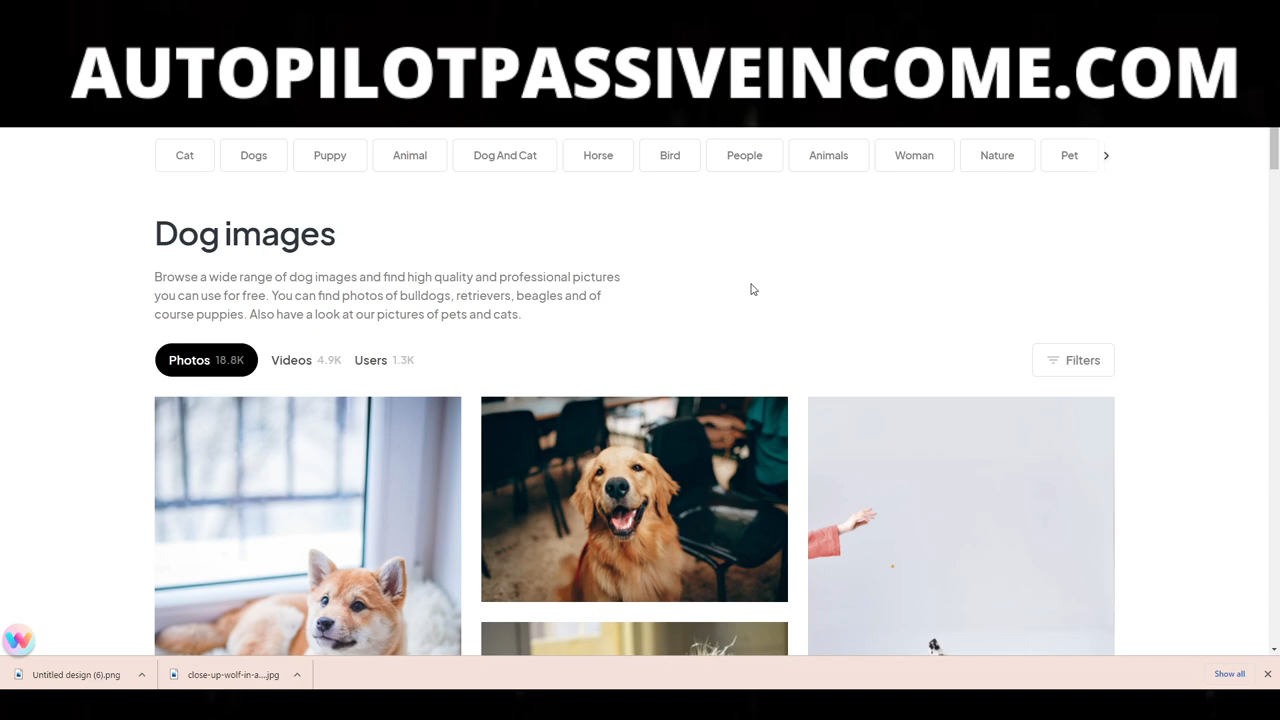 AUTOPILOTPASSIVEINCOME.COM
Cat Dogs Puppy Animal Dog And Cat Horse Bird People Animals Woman Nature Pet
Dog images
Browse a wide range of dog images and find high quality and professional pictures
you can use for free. You can find photos of bulldogs, retrievers, beagles and of
course puppies. Also have a look at our pictures of pets and cats.
Photos 18.8K Videos 4.9K Users 1.3K Filters
Untitled design (6).png close-up-wolf-in-a....jpg Show all